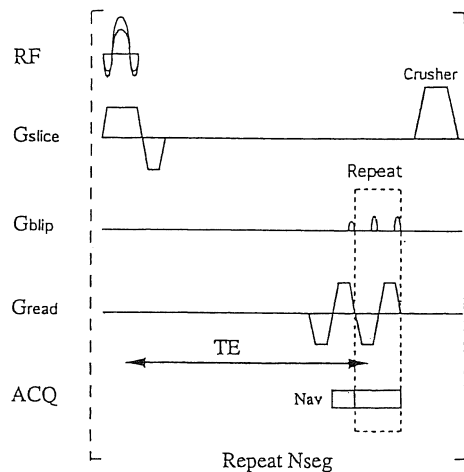 RF
Crusher
Gslice
Repeat
Gblip
Gread
TE
ACQ
Nav
Repeat Nseg